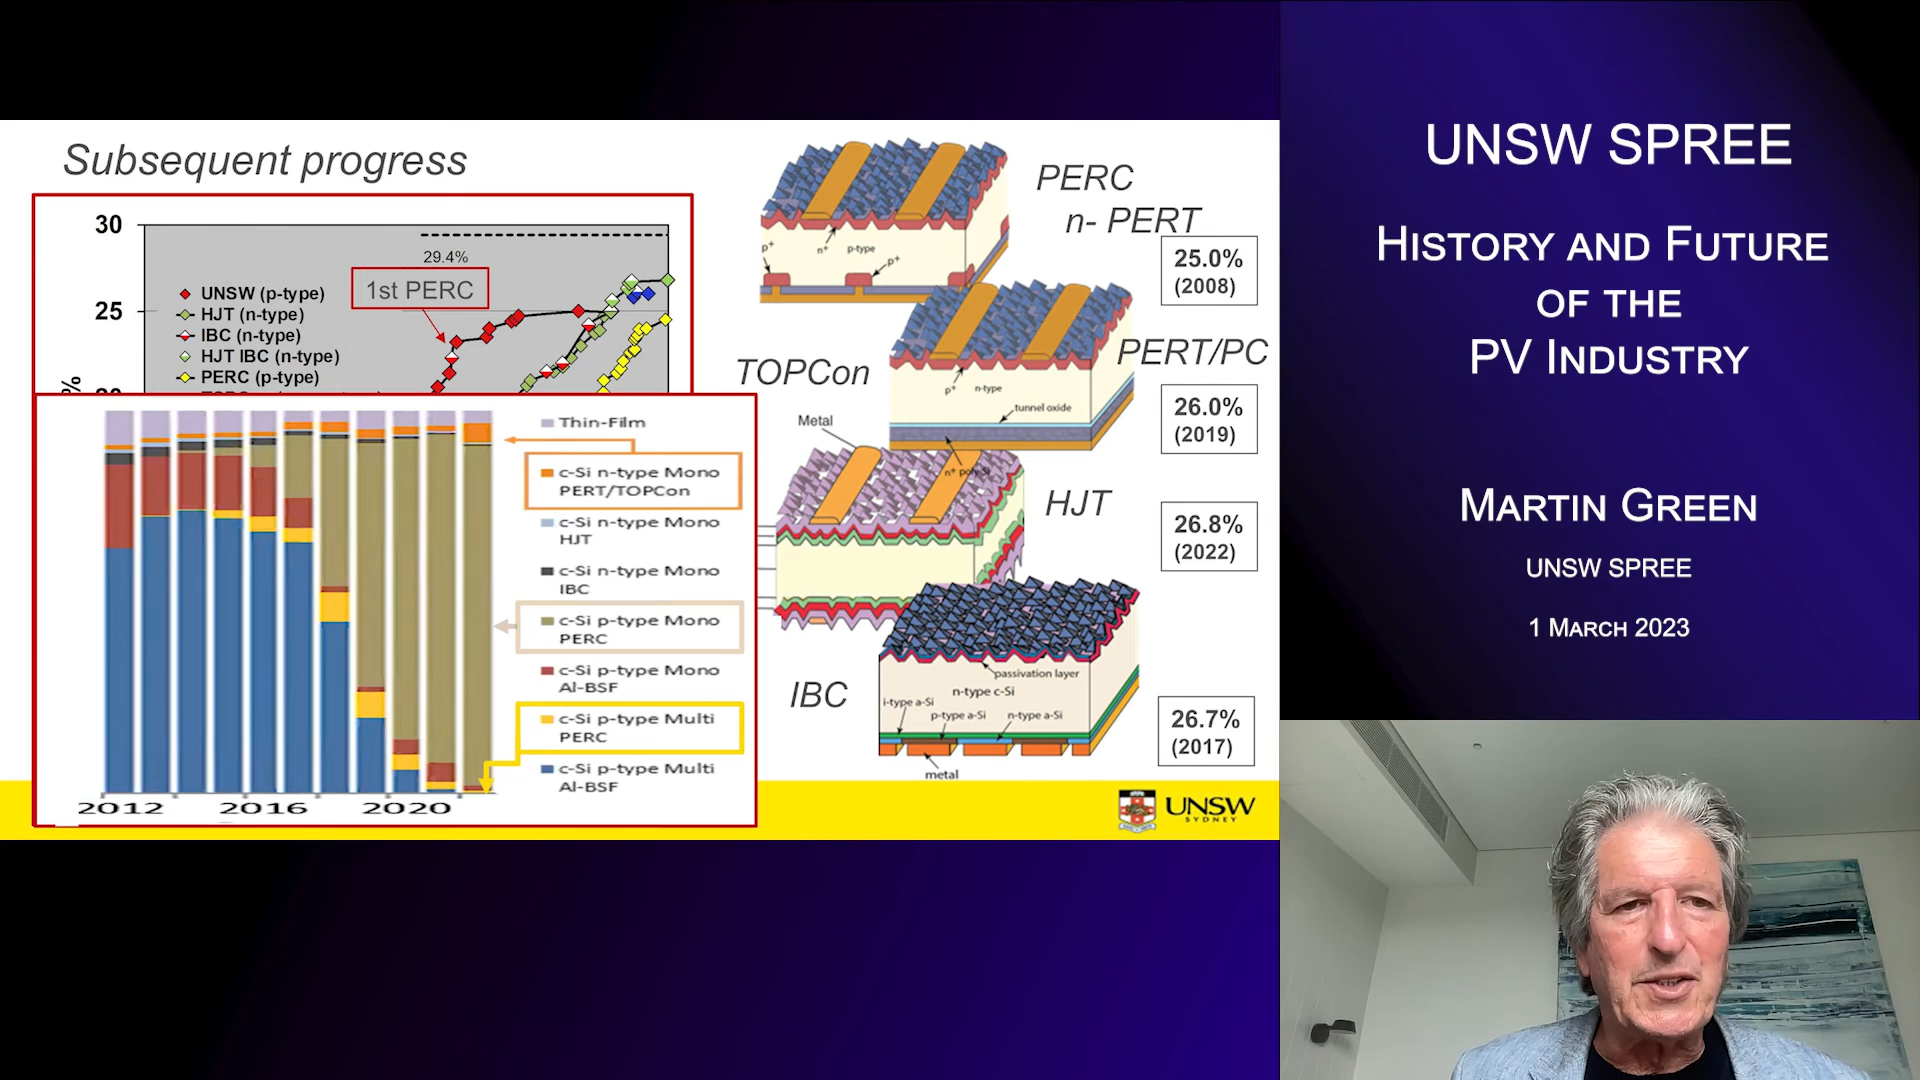 Subsequent progress
30
29.4%
1st PERC
UNSW (p-type)
HJT (n-type)
25
IBC (n-type)
HJT IBC (n-type)
PERC (p-type)
%
Thin-Film
c-Si n-type Mono
PERT/TOPCon
c-Si n-type Mono
HJT
c-Si n-type Mono
IBC
c-Si p-type Mono
PERC
c-Si p-type Mono
Al-BSF
c-Si p-type Multi
PERC
c-Si p-type Multi
Al-BSF
2012 2016 2020
PERC
n- PERT
p+
n+
p-type
p+
25.0%
(2008)
TOPCon
PERT/PC
p+
n-type
tunnel oxide
n+ poly-Si
26.0%
(2019)
Metal
HJT
26.8%
(2022)
IBC
passivation layer
n-type c-Si
i-type a-Si
p-type a-Si
n-type a-Si
metal
26.7%
(2017)
UNSW
SYDNEY
UNSW SPREE
History and Future
of the
PV Industry
Martin Green
UNSW SPREE
1 March 2023